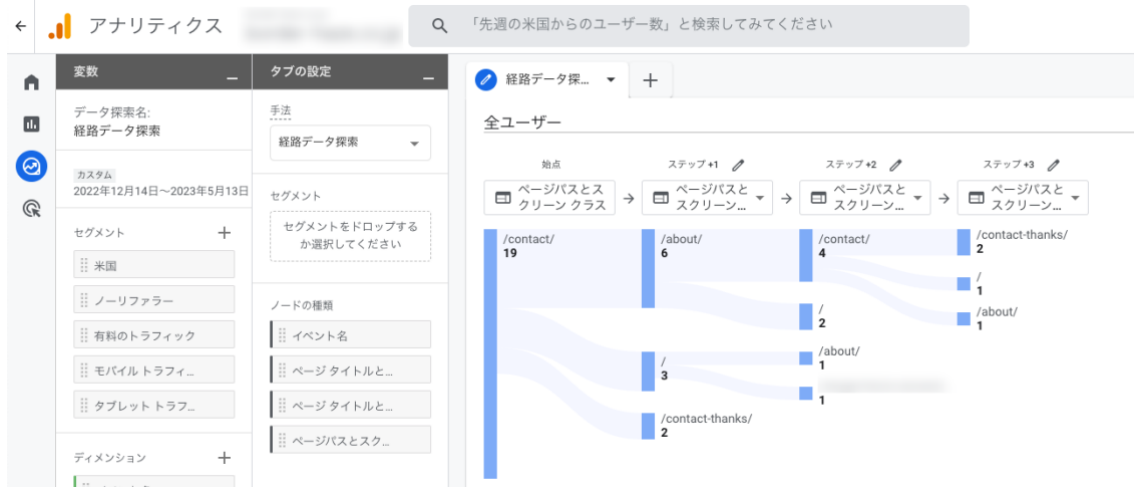 アナリティクス
「先週の米国からのユーザー数」と検索してみてください
変数
タブの設定
経路データ探...
データ探索名:
経路データ探索
手法
経路データ探索
カスタム
2022年12月14日～2023年5月13日
セグメント
セグメントをドロップする
か選択してください
セグメント
米国
ノーリファラー
有料のトラフィック
モバイル トラフィ...
タブレット トラフ...
ディメンション
ノードの種類
イベント名
ページ タイトルと...
ページ タイトルと...
ページパスとスク...
全ユーザー
始点
ステップ +1
ステップ +2
ステップ +3
ページパスとス
クリーン クラス
ページパスと
スクリーン...
ページパスと
スクリーン...
ページパスと
スクリーン...
/contact/
19
/about/
6
/
3
/contact-thanks/
2
/contact/
4
/
2
/about/
1
1
/contact-thanks/
2
/
1
/about/
1